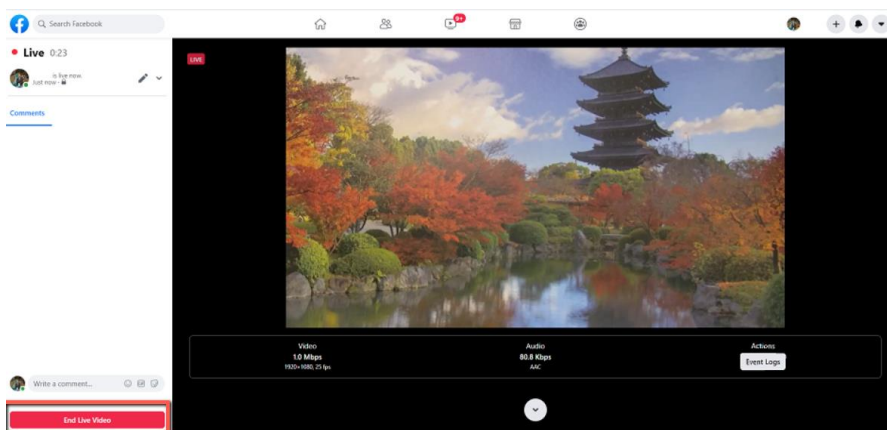 Search Facebook
9+
Live 0:23
is live now.
Just now ·
Comments
LIVE
Video
1.0 Mbps
1920×1080, 25 fps
Audio
80.8 Kbps
AAC
Actions
Event Logs
Write a comment...
GIF
End Live Video